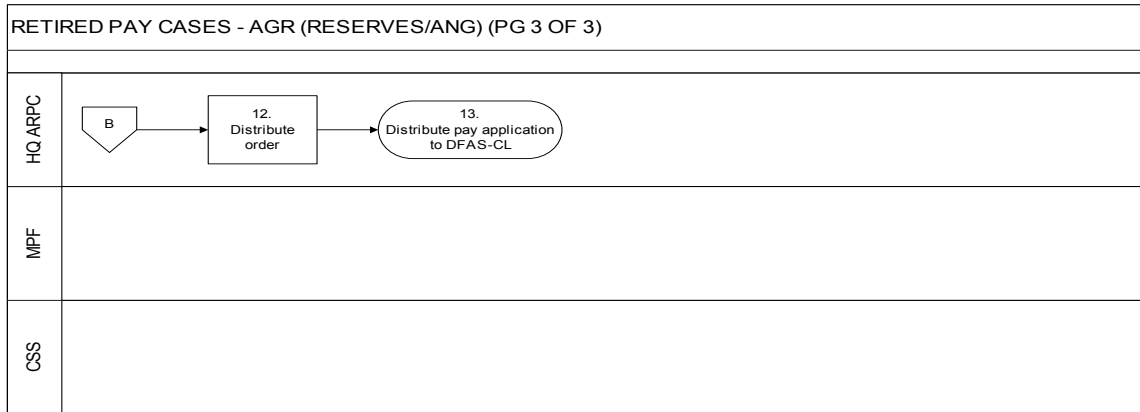 RETIRED PAY CASES - AGR (RESERVES/ANG) (PG 3 OF 3)
HQ ARPC
B
12.
Distribute
order
13.
Distribute pay application
to DFAS-CL
MPF
CSS